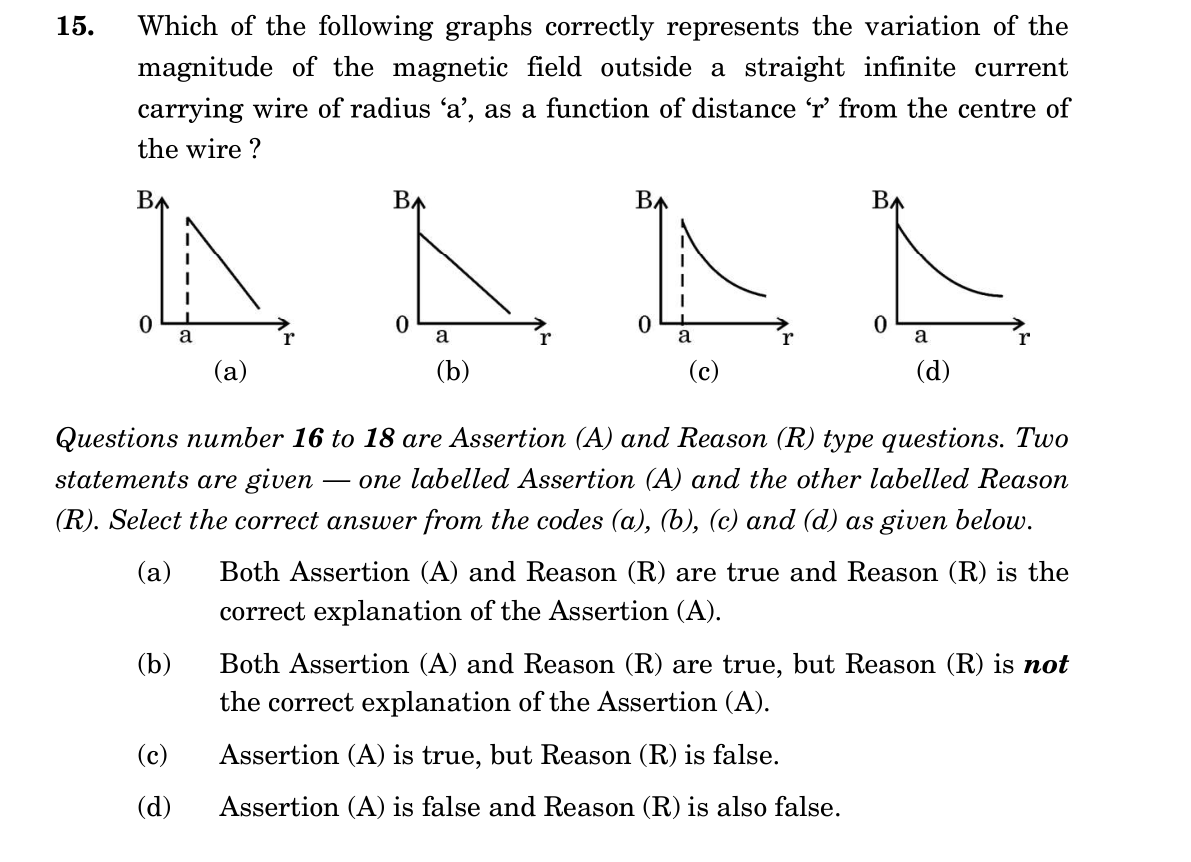 15. Which of the following graphs correctly represents the variation of the
magnitude of the magnetic field outside a straight infinite current
carrying wire of radius ‘a’, as a function of distance ‘r’ from the centre of
the wire ?
B B B B
0 a r 0 a r 0 a r 0 a r
(a) (b) (c) (d)
Questions number 16 to 18 are Assertion (A) and Reason (R) type questions. Two
statements are given — one labelled Assertion (A) and the other labelled Reason
(R). Select the correct answer from the codes (a), (b), (c) and (d) as given below.
(a) Both Assertion (A) and Reason (R) are true and Reason (R) is the
correct explanation of the Assertion (A).
(b) Both Assertion (A) and Reason (R) are true, but Reason (R) is not
the correct explanation of the Assertion (A).
(c) Assertion (A) is true, but Reason (R) is false.
(d) Assertion (A) is false and Reason (R) is also false.